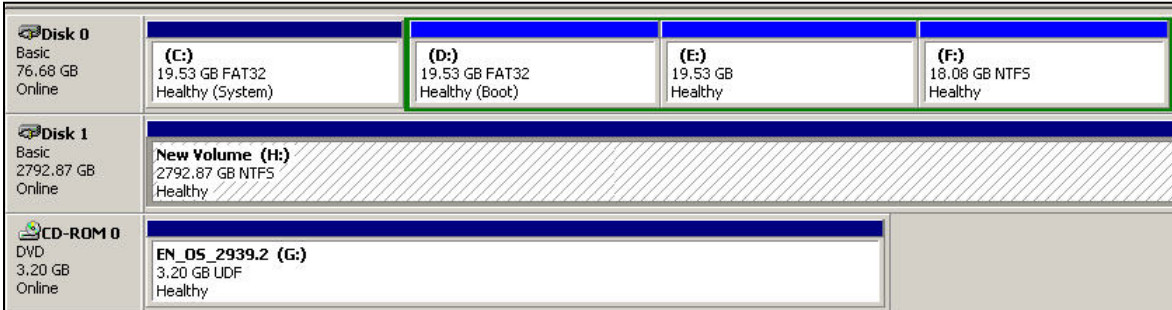 Disk 0
Basic
76.68 GB
Online
(C:)
19.53 GB FAT32
Healthy (System)
(D:)
19.53 GB FAT32
Healthy (Boot)
(E:)
19.53 GB
Healthy
(F:)
18.08 GB NTFS
Healthy
Disk 1
Basic
2792.87 GB
Online
New Volume (H:)
2792.87 GB NTFS
Healthy
CD-ROM 0
DVD
3.20 GB
Online
EN_OS_2939.2 (G:)
3.20 GB UDF
Healthy